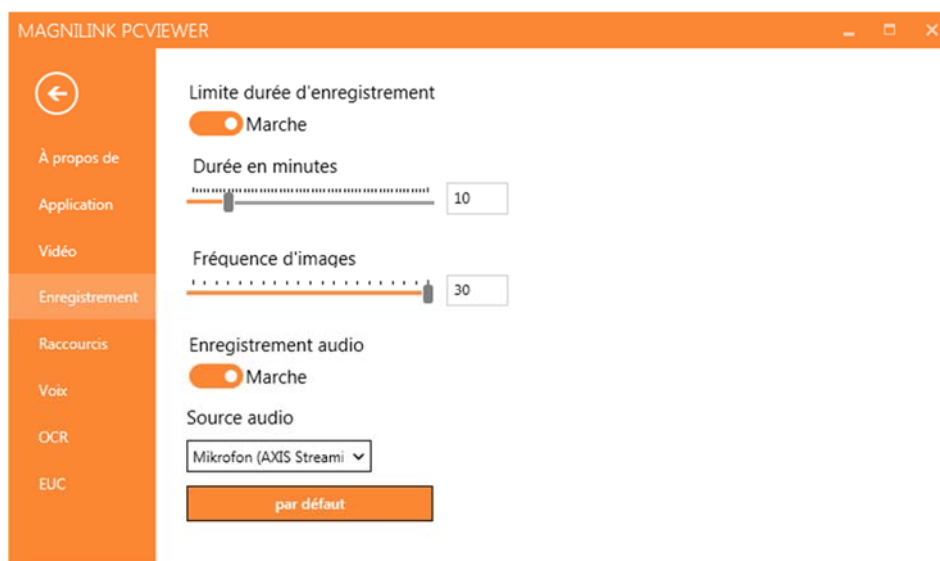 MAGNILINK PCVIEWER
À propos de
Application
Vidéo
Enregistrement
Raccourcis
Voix
OCR
EUC
Limite durée d'enregistrement
Marche
Durée en minutes
10
Fréquence d'images
30
Enregistrement audio
Marche
Source audio
Mikrofon (AXIS Streami
par défaut